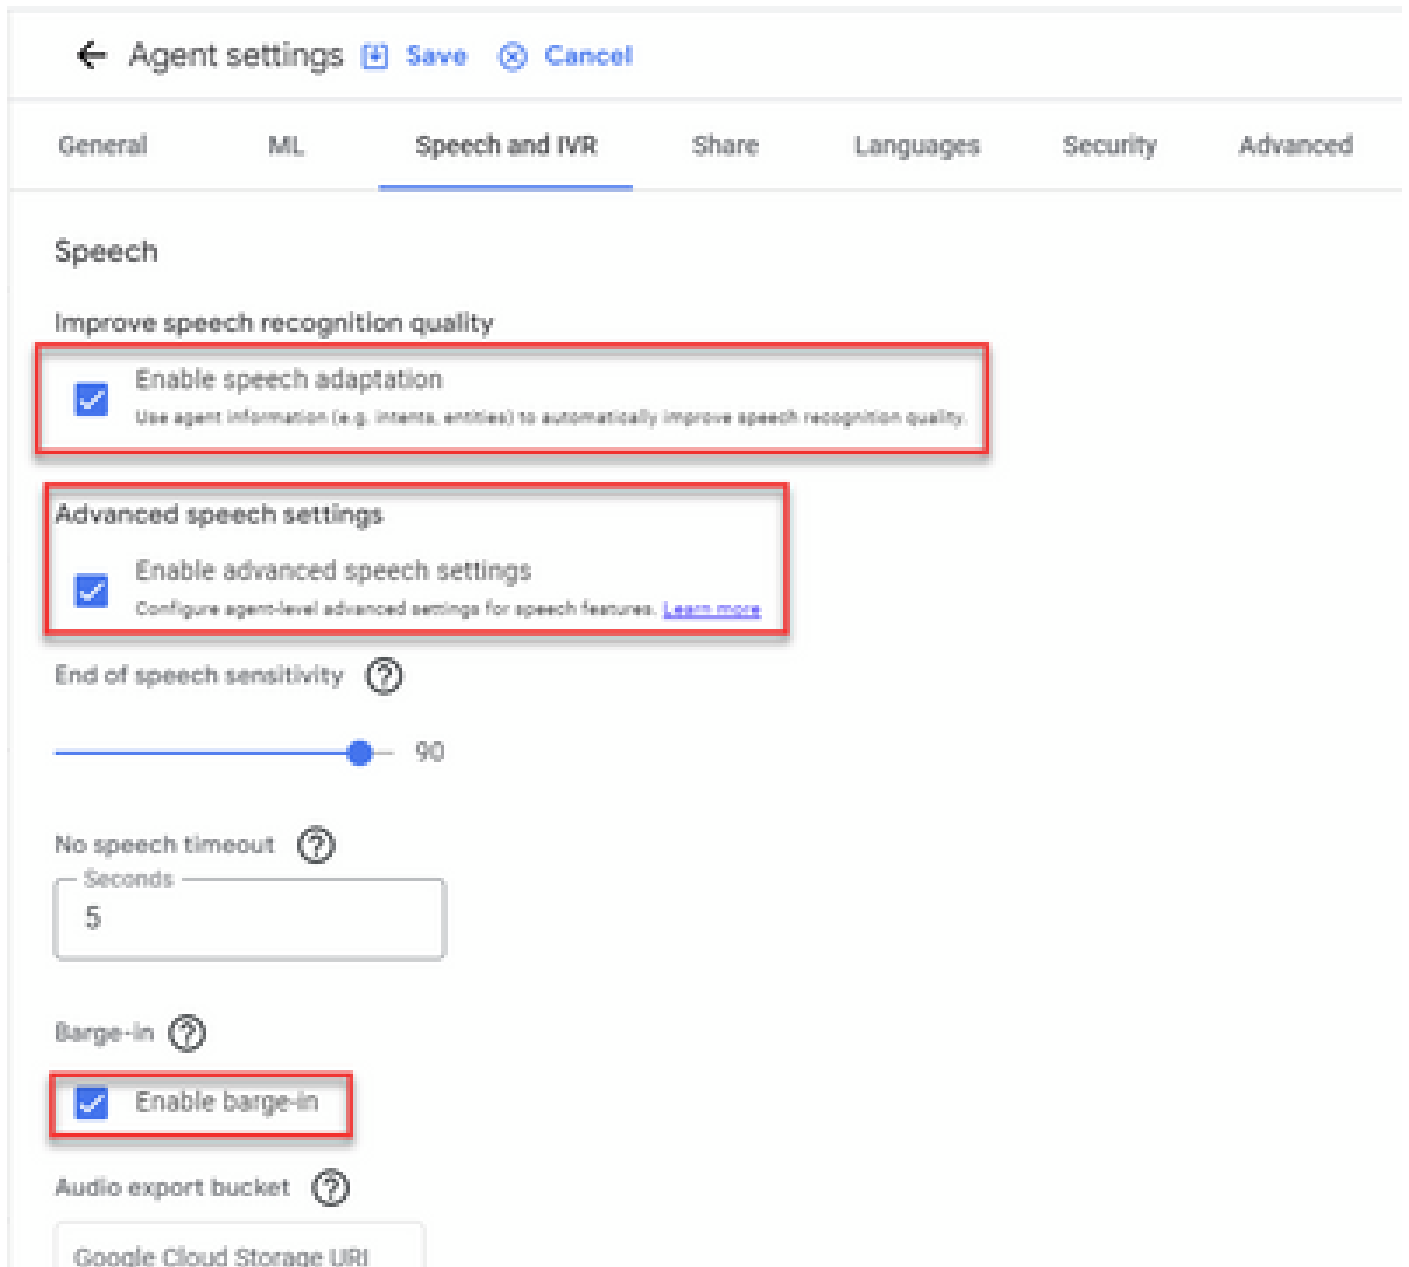 Agent settings Save Cancel
General ML Speech and IVR Share Languages Security Advanced
Speech
Improve speech recognition quality
Enable speech adaptation
Use agent information (e.g. intents, entities) to automatically improve speech recognition quality.
Advanced speech settings
Enable advanced speech settings
Configure agent-level advanced settings for speech features. Learn more
End of speech sensitivity
90
No speech timeout
Seconds
5
Barge-in
Enable barge-in
Audio export bucket
Google Cloud Storage URI